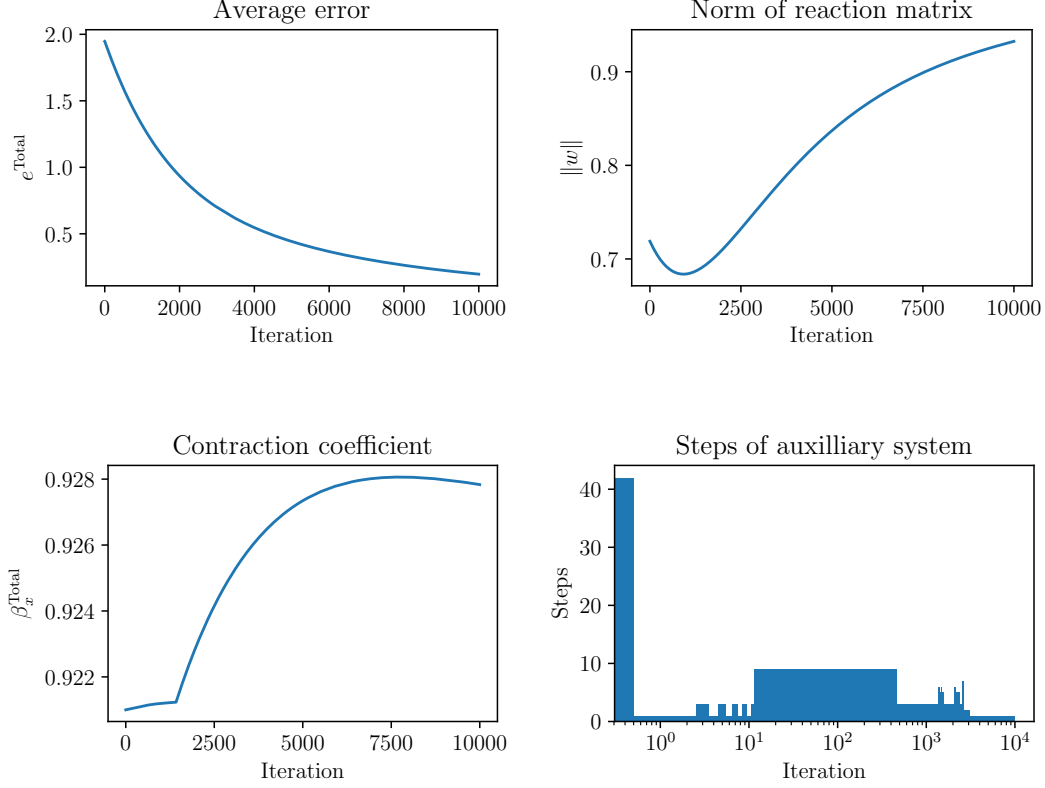 Average error
2.0
1.5
1.0
0.5
e^Total
0 2000 4000 6000 8000 10000
Iteration
Norm of reaction matrix
0.9
0.8
0.7
||w||
0 2500 5000 7500 10000
Iteration
Contraction coefficient
0.928
0.926
0.924
0.922
β_x^Total
0 2500 5000 7500 10000
Iteration
Steps of auxilliary system
40
30
20
10
0
Steps
10^0 10^1 10^2 10^3 10^4
Iteration